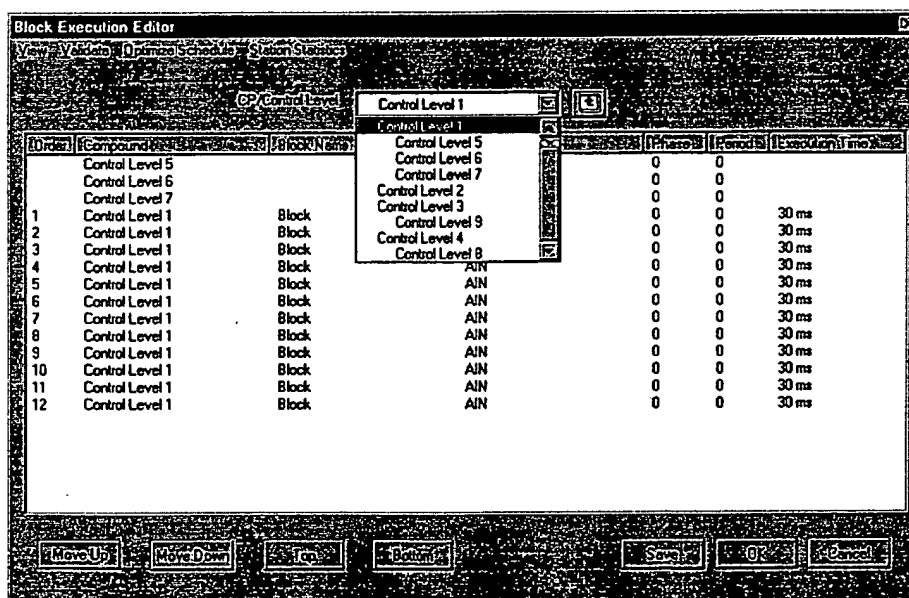 Block Execution Editor
View Validate Optimize Schedule Station Statistics
CP/Control Level Control Level 1
Control Level 1
Control Level 5
Control Level 6
Control Level 7
Control Level 2
Control Level 3
Control Level 9
Control Level 4
Control Level 8
Order Compound Block Name Phase Period Execution Time
Control Level 5 0 0
Control Level 6 0 0
Control Level 7 0 0
1 Control Level 1 Block 0 0 30 ms
2 Control Level 1 Block 0 0 30 ms
3 Control Level 1 Block 0 0 30 ms
4 Control Level 1 Block AIN 0 0 30 ms
5 Control Level 1 Block AIN 0 0 30 ms
6 Control Level 1 Block AIN 0 0 30 ms
7 Control Level 1 Block AIN 0 0 30 ms
8 Control Level 1 Block AIN 0 0 30 ms
9 Control Level 1 Block AIN 0 0 30 ms
10 Control Level 1 Block AIN 0 0 30 ms
11 Control Level 1 Block AIN 0 0 30 ms
12 Control Level 1 Block AIN 0 0 30 ms
Move Up Move Down Top Bottom Save OK Cancel